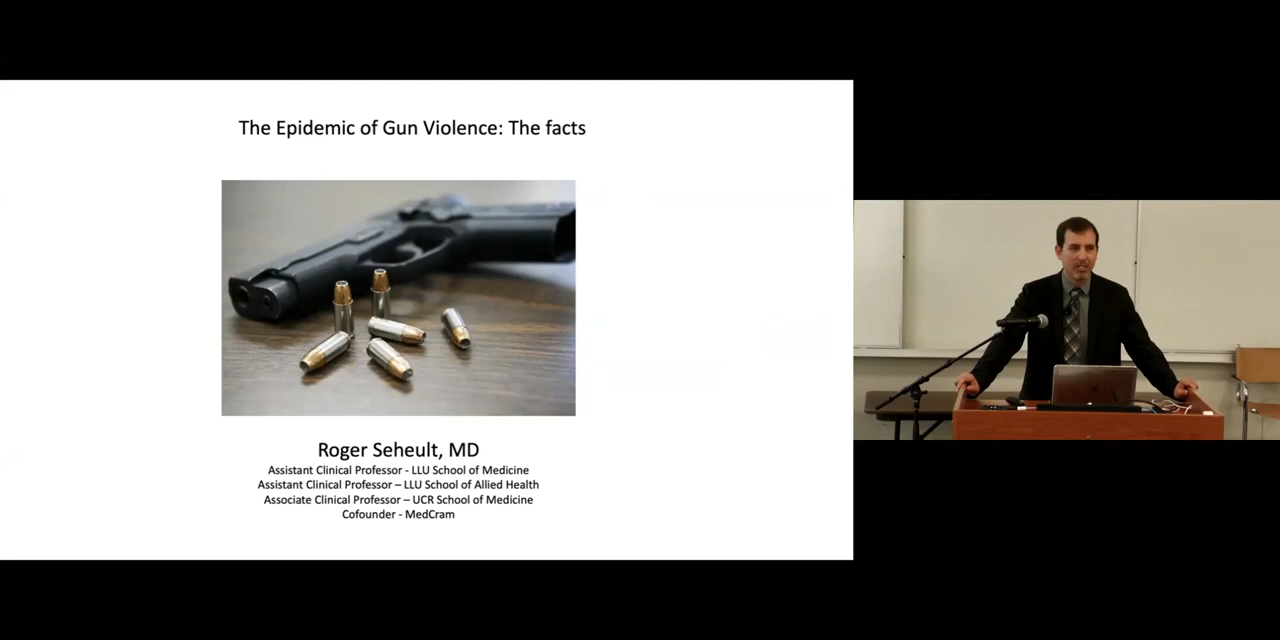 The Epidemic of Gun Violence: The facts
Roger Seheult, MD
Assistant Clinical Professor - LLU School of Medicine
Assistant Clinical Professor – LLU School of Allied Health
Associate Clinical Professor – UCR School of Medicine
Cofounder - MedCram